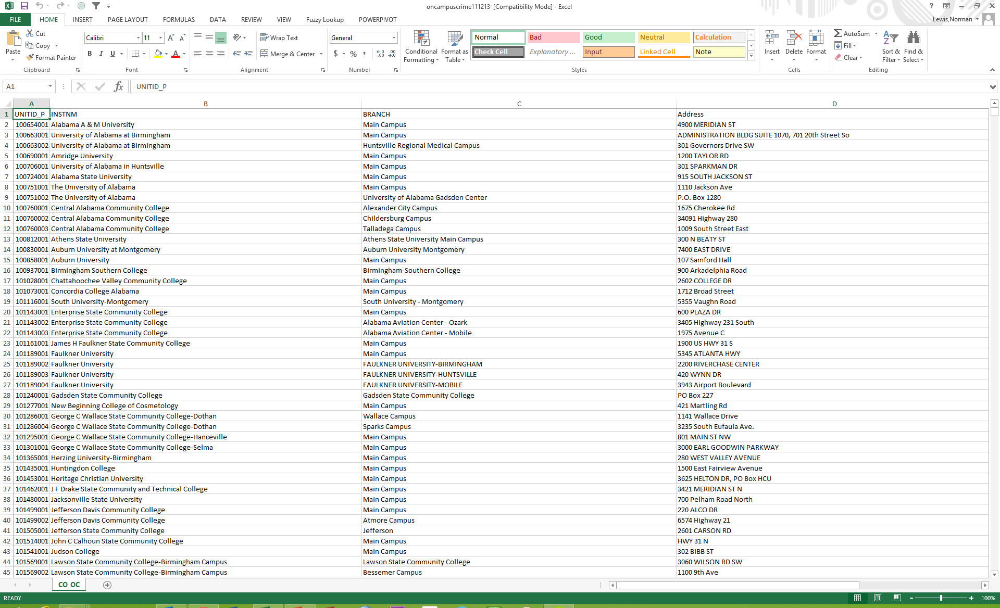 oncampuscrime111213 [Compatibility Mode] - Excel
FILE HOME INSERT PAGE LAYOUT FORMULAS DATA REVIEW VIEW Fuzzy Lookup POWERPIVOT Lewis,Norman
Paste Cut Copy Format Painter Clipboard
Calibri 11 B I U A Font
Wrap Text Merge & Center Alignment
General $ % , Number
Conditional Formatting Format as Table
Normal Bad Good Neutral Calculation
Check Cell Explanatory ... Input Linked Cell Note
Styles
Insert Delete Format Cells
AutoSum Fill Clear Sort & Filter Find & Select Editing
A1 fx UNITID_P
A B C D
1 UNITID_P INSTNM BRANCH Address
2 100654001 Alabama A & M University Main Campus 4900 MERIDIAN ST
3 100663001 University of Alabama at Birmingham Main Campus ADMINISTRATION BLDG SUITE 1070, 701 20th Street So
4 100663002 University of Alabama at Birmingham Huntsville Regional Medical Campus 301 Governors Drive SW
5 100690001 Amridge University Main Campus 1200 TAYLOR RD
6 100706001 University of Alabama in Huntsville Main Campus 301 SPARKMAN DR
7 100724001 Alabama State University Main Campus 915 SOUTH JACKSON ST
8 100751001 The University of Alabama Main Campus 1110 Jackson Ave
9 100751002 The University of Alabama University of Alabama Gadsden Center P.O. Box 1280
10 100760001 Central Alabama Community College Alexander City Campus 1675 Cherokee Rd
11 100760002 Central Alabama Community College Childersburg Campus 34091 Highway 280
12 100760003 Central Alabama Community College Talladega Campus 1009 South Street East
13 100812001 Athens State University Athens State University Main Campus 300 N BEATY ST
14 100830001 Auburn University at Montgomery Auburn University Montgomery 7400 EAST DRIVE
15 100858001 Auburn University Main Campus 107 Samford Hall
16 100937001 Birmingham Southern College Birmingham-Southern College 900 Arkadelphia Road
17 101028001 Chattahoochee Valley Community College Main Campus 2602 COLLEGE DR
18 101073001 Concordia College Alabama Main Campus 1712 Broad Street
19 101116001 South University-Montgomery South University - Montgomery 5355 Vaughn Road
20 101143001 Enterprise State Community College Main Campus 600 PLAZA DR
21 101143002 Enterprise State Community College Alabama Aviation Center - Ozark 3405 Highway 231 South
22 101143003 Enterprise State Community College Alabama Aviation Center - Mobile 1975 Avenue C
23 101161001 James H Faulkner State Community College Main Campus 1900 US HWY 31 S
24 101189001 Faulkner University Main Campus 5345 ATLANTA HWY
25 101189002 Faulkner University FAULKNER UNIVERSITY-BIRMINGHAM 2200 RIVERCHASE CENTER
26 101189003 Faulkner University FAULKNER UNIVERSITY-HUNTSVILLE 420 WYNN DR
27 101189004 Faulkner University FAULKNER UNIVERSITY-MOBILE 3943 Airport Boulevard
28 101240001 Gadsden State Community College Gadsden State Community College PO Box 227
29 101277001 New Beginning College of Cosmetology Main Campus 421 Martling Rd
30 101286001 George C Wallace State Community College-Dothan Wallace Campus 1141 Wallace Drive
31 101286004 George C Wallace State Community College-Dothan Sparks Campus 3235 South Eufaula Ave.
32 101295001 George C Wallace State Community College-Hanceville Main Campus 801 MAIN ST NW
33 101301001 George C Wallace State Community College-Selma Main Campus 3000 EARL GOODWIN PARKWAY
34 101365001 Herzing University-Birmingham Main Campus 280 WEST VALLEY AVENUE
35 101435001 Huntingdon College Main Campus 1500 East Fairview Avenue
36 101453001 Heritage Christian University Main Campus 3625 HELTON DR, PO Box HCU
37 101462001 J F Drake State Community and Technical College Main Campus 3421 MERIDIAN ST N
38 101480001 Jacksonville State University Main Campus 700 Pelham Road North
39 101499001 Jefferson Davis Community College Main Campus 220 ALCO DR
40 101499002 Jefferson Davis Community College Atmore Campus 6574 Highway 21
41 101505001 Jefferson State Community College Jefferson 2601 CARSON RD
42 101514001 John C Calhoun State Community College Main Campus HWY 31 N
43 101541001 Judson College Main Campus 302 BIBB ST
44 101569001 Lawson State Community College-Birmingham Campus Lawson State Community College 3060 WILSON RD SW
45 101569002 Lawson State Community College-Birmingham Campus Bessemer Campus 1100 9th Ave
CO_OC
READY 100%